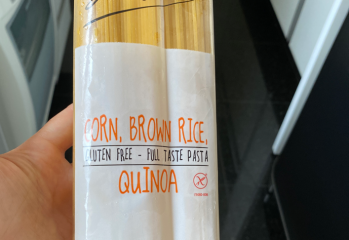 CORN, BROWN RICE,
GLUTEN FREE - FULL TASTE PASTA
QUINOA